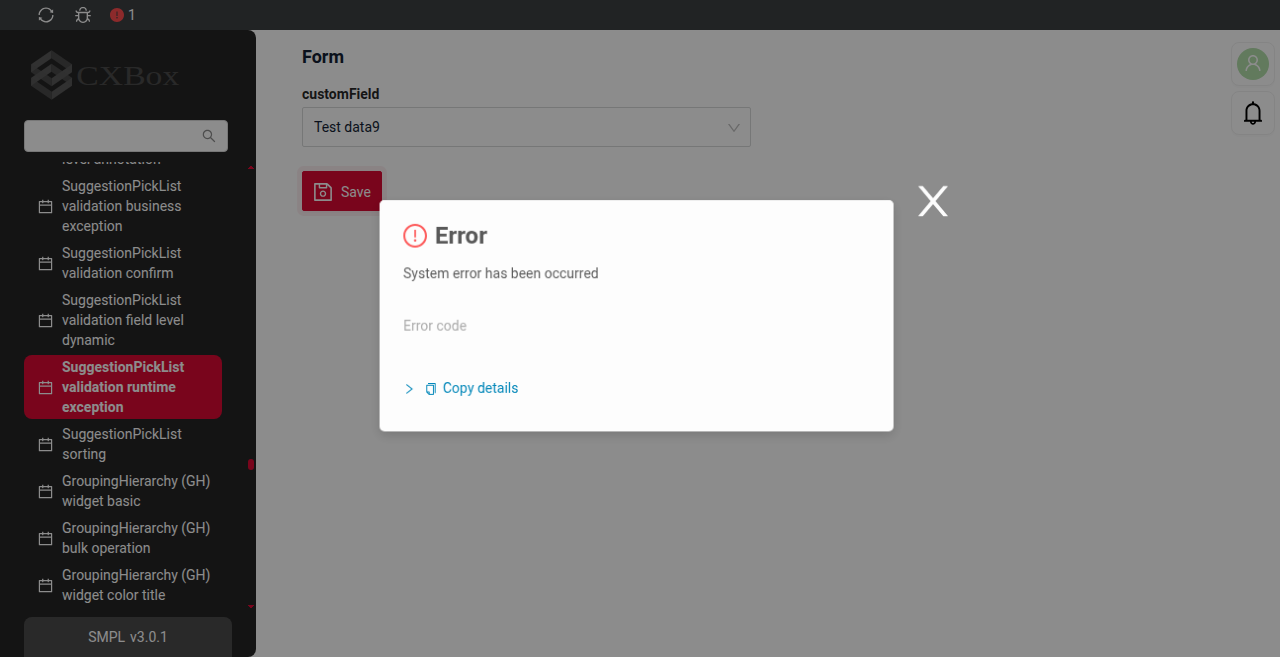 1
CXBox
level annotation
SuggestionPickList
validation business
exception
SuggestionPickList
validation confirm
SuggestionPickList
validation field level
dynamic
SuggestionPickList
validation runtime
exception
SuggestionPickList
sorting
GroupingHierarchy (GH)
widget basic
GroupingHierarchy (GH)
bulk operation
GroupingHierarchy (GH)
widget color title
SMPL v3.0.1
Form
customField
Test data9
Save
Error
System error has been occurred
Error code
Copy details